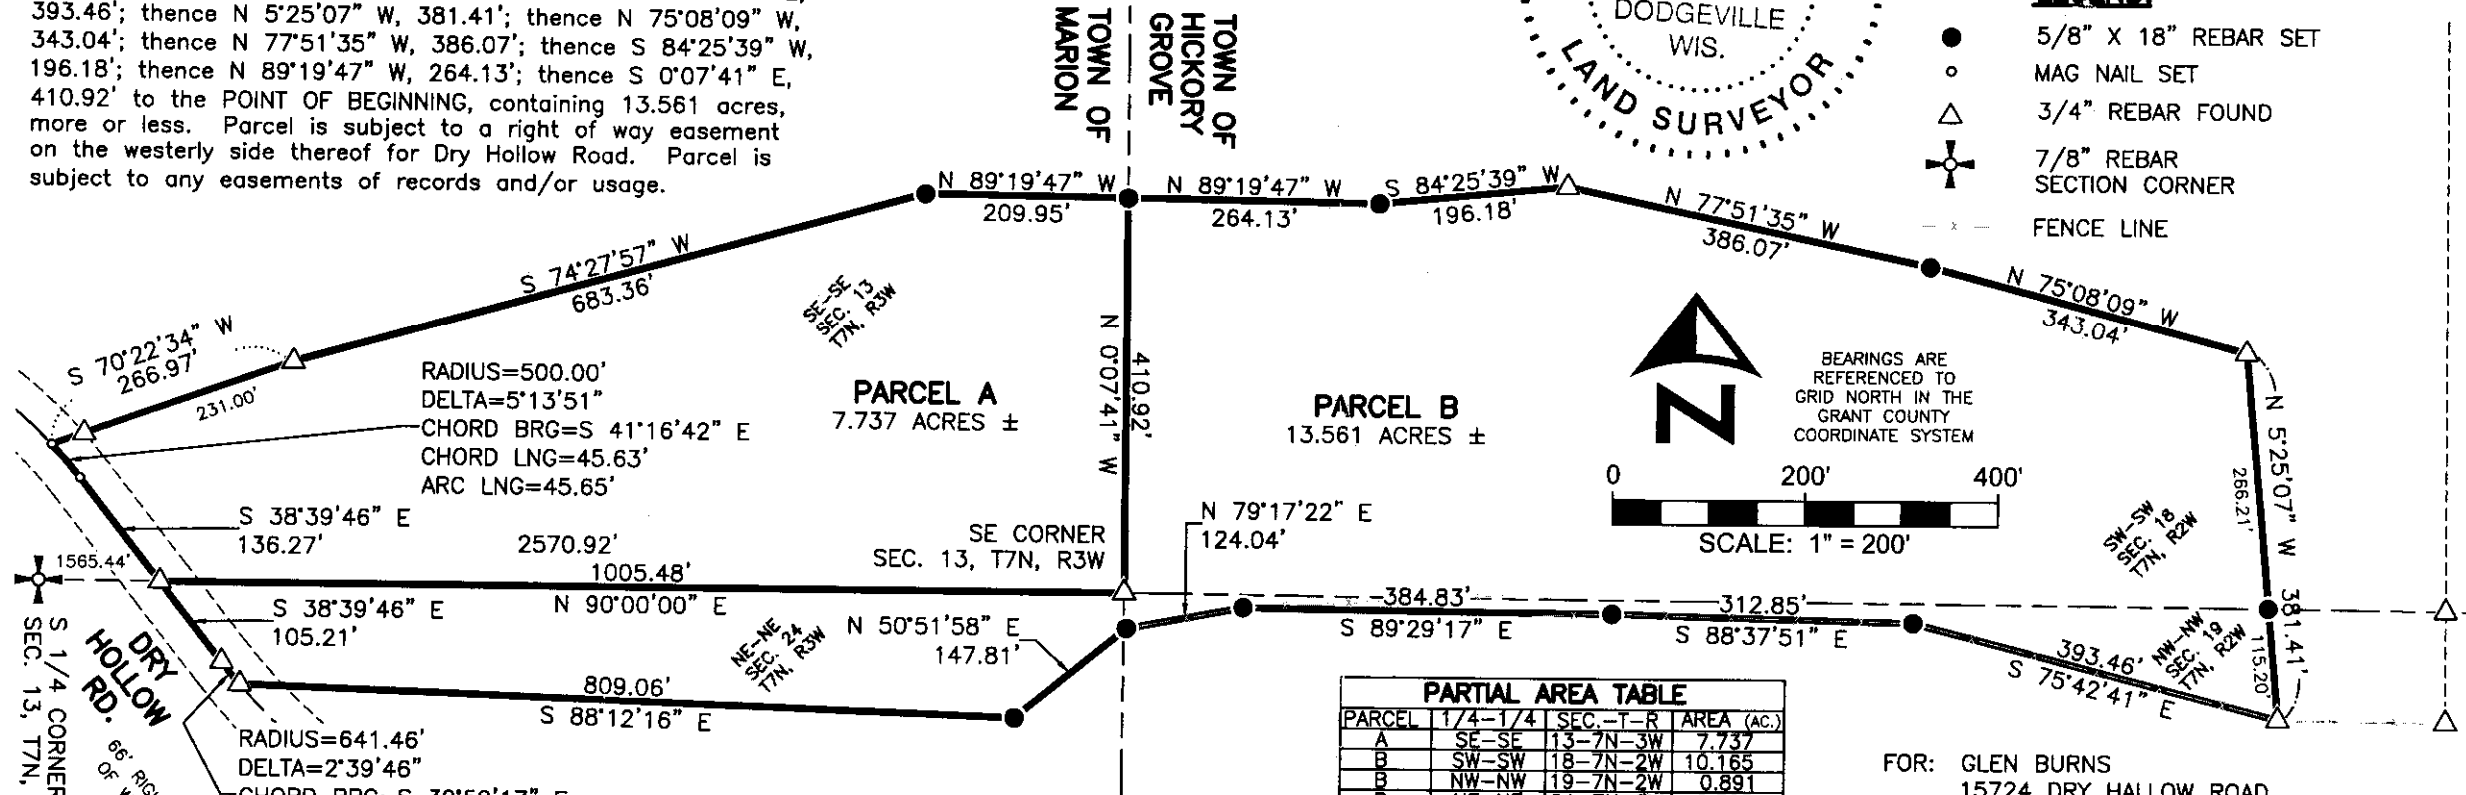 393.46'; thence N 5°25'07" W, 381.41'; thence N 75°08'09" W,
343.04'; thence N 77°51'35" W, 386.07'; thence S 84°25'39" W,
196.18'; thence N 89°19'47" W, 264.13'; thence S 0°07'41" E,
410.92' to the POINT OF BEGINNING, containing 13.561 acres,
more or less. Parcel is subject to a right of way easement
on the westerly side thereof for Dry Hollow Road. Parcel is
subject to any easements of records and/or usage.
TOWN OF
MARION
TOWN OF
HICKORY
GROVE
DODGEVILLE
WIS.
LAND SURVEYOR
5/8" X 18" REBAR SET
MAG NAIL SET
3/4" REBAR FOUND
7/8" REBAR
SECTION CORNER
FENCE LINE
N 89°19'47" W
209.95'
N 89°19'47" W
264.13'
S 84°25'39" W
196.18'
N 77°51'35" W
386.07'
N 75°08'09" W
343.04'
S 74°27'57" W
683.36'
S 70°22'34" W
266.97'
231.00'
SE-SE
SEC. 13
T7N, R3W
RADIUS=500.00'
DELTA=5°13'51"
CHORD BRG=S 41°16'42" E
CHORD LNG=45.63'
ARC LNG=45.65'
PARCEL A
7.737 ACRES ±
N 0°07'41" W
410.92'
PARCEL B
13.561 ACRES ±
N
BEARINGS ARE
REFERENCED TO
GRID NORTH IN THE
GRANT COUNTY
COORDINATE SYSTEM
0 200' 400'
SCALE: 1" = 200'
N 5°25'07" W 381.41'
266.21'
115.20'
SW-SW
SEC. 18
T7N, R2W
S 38°39'46" E
136.27'
2570.92'
1565.44'
1005.48'
N 90°00'00" E
SE CORNER
SEC. 13, T7N, R3W
N 79°17'22" E
124.04'
384.83'
S 89°29'17" E
312.85'
S 88°37'51" E
393.46'
S 75°42'41" E
NW-NW
SEC. 19
T7N, R2W
S 38°39'46" E
105.21'
N 50°51'58" E
147.81'
NE-NE
SEC. 24
T7N, R3W
809.06'
S 88°12'16" E
S 1/4 CORNER
SEC. 13, T7N,
DRY
HOLLOW
RD.
66'
OF
RADIUS=641.46'
DELTA=2°39'46"
PARTIAL AREA TABLE
PARCEL 1/4-1/4 SEC.-T-R AREA (AC.)
A SE-SE 13-7N-3W 7.737
B SW-SW 18-7N-2W 10.165
B NW-NW 19-7N-2W 0.891
FOR: GLEN BURNS
15724 DRY HALLOW ROAD